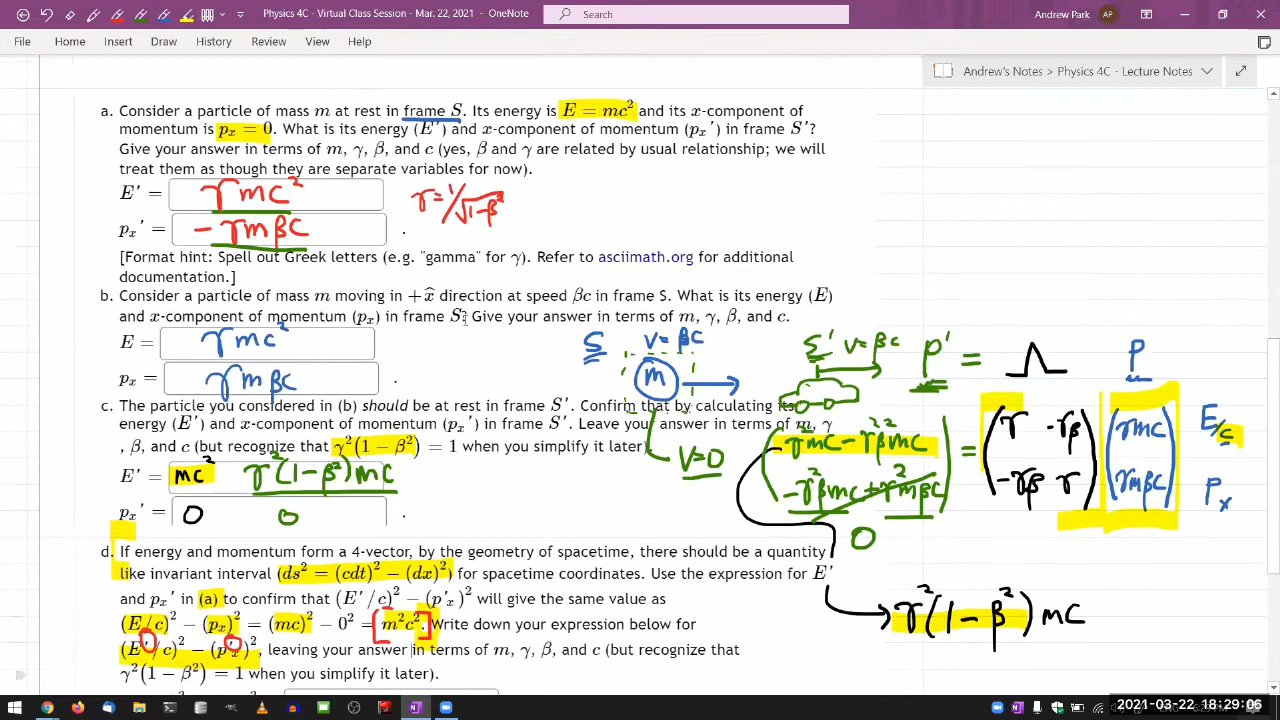 Physics 4C - Virtual Class Session - Mar. 22, 2021 - OneNote
Search
Andrew Park
AP
File Home Insert Draw History Review View Help
Andrew's Notes > Physics 4C - Lecture Notes
a. Consider a particle of mass m at rest in frame S. Its energy is E = mc² and its x-component of
momentum is pₓ = 0. What is its energy (E') and x-component of momentum (pₓ') in frame S'?
Give your answer in terms of m, γ, β, and c (yes, β and γ are related by usual relationship; we will
treat them as though they are separate variables for now).
E' = γmc²
γ = 1/√1-β²
pₓ' = -γmβc .
[Format hint: Spell out Greek letters (e.g. "gamma" for γ). Refer to asciimath.org for additional
documentation.]
b. Consider a particle of mass m moving in +x̂ direction at speed βc in frame S. What is its energy (E)
and x-component of momentum (pₓ) in frame S? Give your answer in terms of m, γ, β, and c.
E = γmc²
pₓ = γmβc .
S V = βc
m
V=0
S' V = βc
p' = Λ p
(γmc - γβ²mc
-γβmc + γmβc) = (γ -γβ
-γβ γ) (γmc
γmβc) E/c
Pₓ
0
c. The particle you considered in (b) should be at rest in frame S'. Confirm that by calculating its
energy (E') and x-component of momentum (pₓ') in frame S'. Leave your answer in terms of m, γ
, β, and c (but recognize that γ²(1 − β²) = 1 when you simplify it later).
E' = mc² γ²(1-β²)mc
pₓ' = 0 0 .
γ²(1-β²)mc
d. If energy and momentum form a 4-vector, by the geometry of spacetime, there should be a quantity
like invariant interval (ds² = (cdt)² − (dx)²) for spacetime coordinates. Use the expression for E'
and pₓ' in (a) to confirm that (E'/c)² − (p'ₓ)² will give the same value as
(E/c)² − (pₓ)² = (mc)² − 0² = [m²c²]. Write down your expression below for
(E'/c)² − (p'ₓ)², leaving your answer in terms of m, γ, β, and c (but recognize that
γ²(1 − β²) = 1 when you simplify it later).
2021-03-22 18:29:06